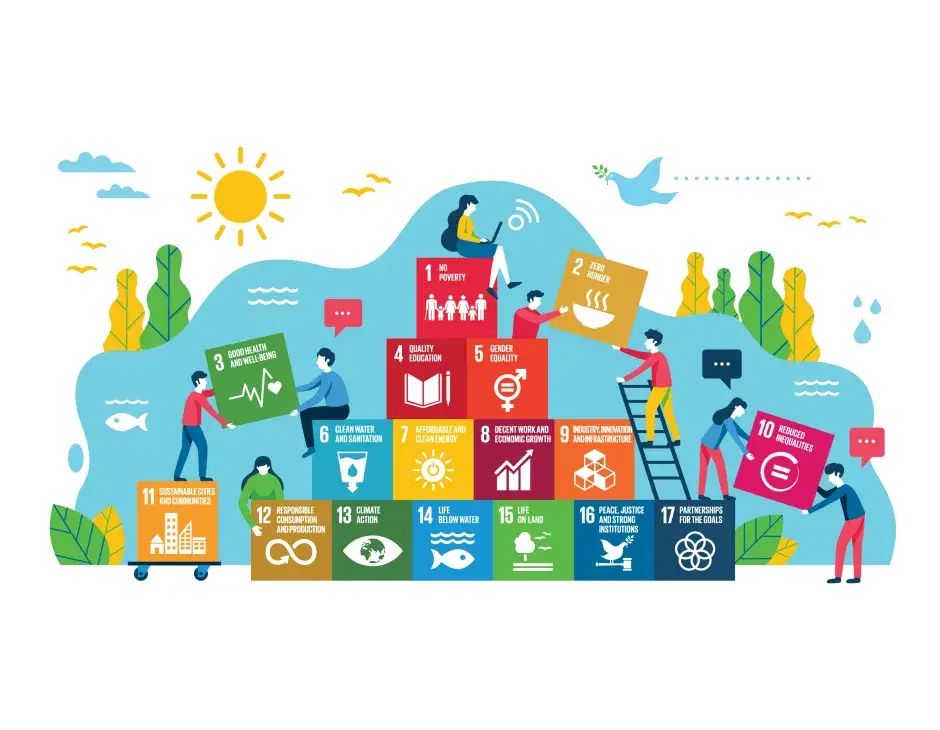 1 NO
POVERTY
2 ZERO
HUNGER
3 GOOD HEALTH
AND WELL-BEING
4 QUALITY
EDUCATION
5 GENDER
EQUALITY
6 CLEAN WATER
AND SANITATION
7 AFFORDABLE AND
CLEAN ENERGY
8 DECENT WORK AND
ECONOMIC GROWTH
9 INDUSTRY, INNOVATION
AND INFRASTRUCTURE
10 REDUCED
INEQUALITIES
11 SUSTAINABLE CITIES
AND COMMUNITIES
12 RESPONSIBLE
CONSUMPTION
AND PRODUCTION
13 CLIMATE
ACTION
14 LIFE
BELOW WATER
15 LIFE
ON LAND
16 PEACE, JUSTICE
AND STRONG
INSTITUTIONS
17 PARTNERSHIPS
FOR THE GOALS